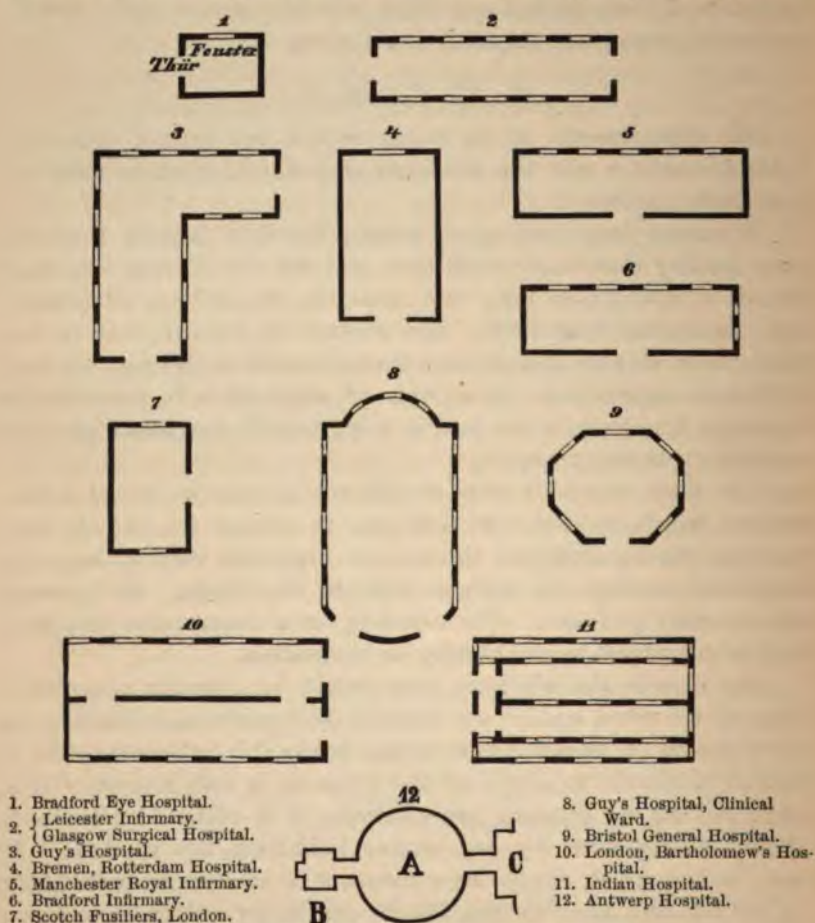 1
2
Fenster
Thür
3
4
5
6
7
8
9
10
11
12
A
B
C
1. Bradford Eye Hospital.
2. { Leicester Infirmary.
{ Glasgow Surgical Hospital.
3. Guy's Hospital.
4. Bremen, Rotterdam Hospital.
5. Manchester Royal Infirmary.
6. Bradford Infirmary.
7. Scotch Fusiliers, London.
8. Guy's Hospital, Clinical
Ward.
9. Bristol General Hospital.
10. London, Bartholomew's Hos-
pital.
11. Indian Hospital.
12. Antwerp Hospital.